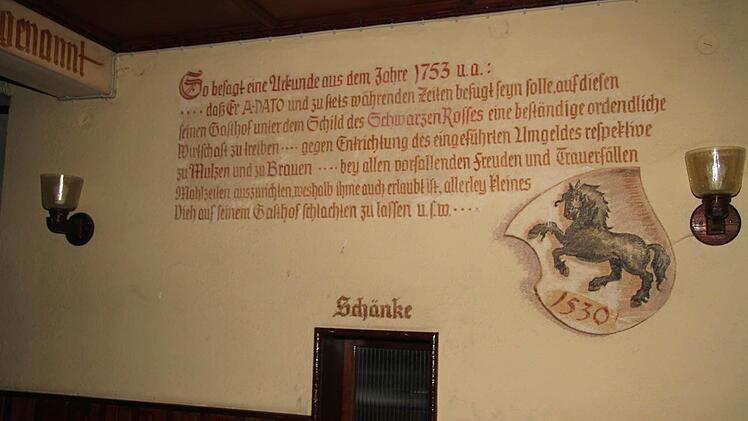 genannt
So besagt eine Urkunde aus dem Jahre 1753 u.a.:
.... daß Er A-DATO und zu stets währenden Zeiten befugt seyn solle, auf diesen
seinen Gasthof unter dem Schild des Schwarzen Rosses eine beständige ordendliche
Wirtschaft zu treiben .... gegen Entrichtung des eingeführten Umgeldes respektive
zu Mulzen und zu Brauen .... bey allen vorfallenden Freuden und Trauerfällen
Mahlzeiten auszurichten, weshalb ihme auch erlaubt ist, allerley kleines
Vieh auf seinem Gasthof schlachten zu lassen u.s.w. ....
1530
Schänke